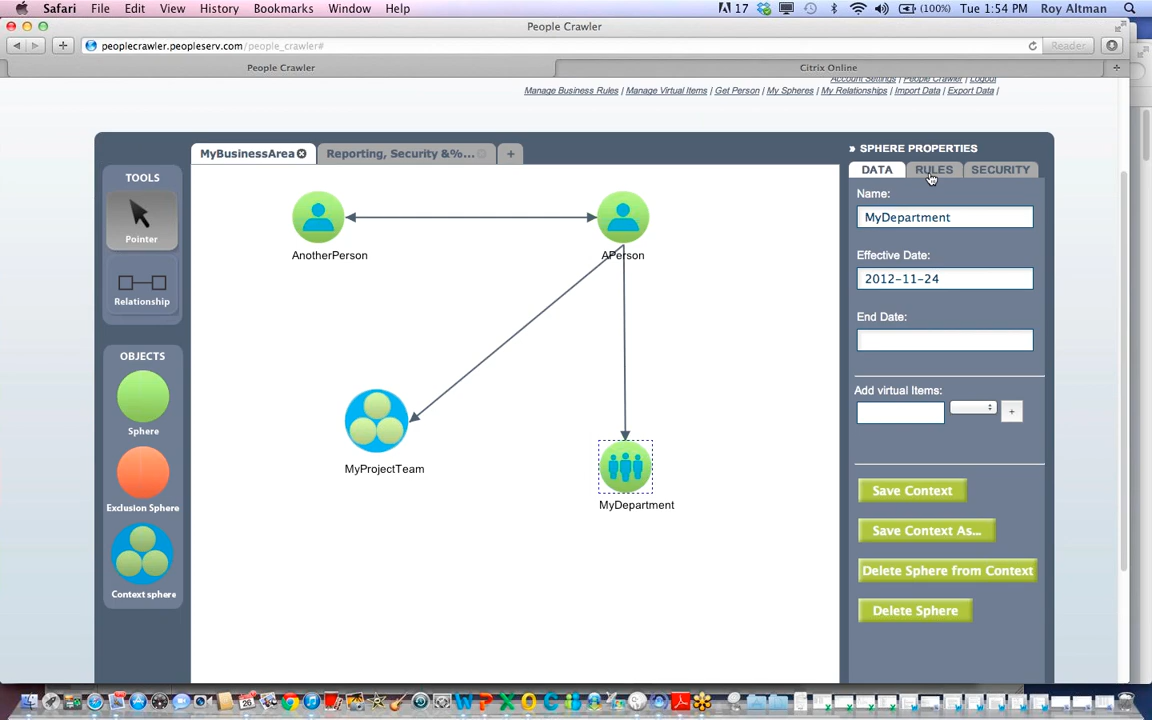 Safari File Edit View History Bookmarks Window Help 17 (100%) Tue 1:54 PM Roy Altman
People Crawler
peoplecrawler.peopleserv.com/people_crawler# Reader
People Crawler Citrix Online
Account Settings | People Crawler | Logout
Manage Business Rules | Manage Virtual Items | Get Person | My Spheres | My Relationships | Import Data | Export Data |
MyBusinessArea Reporting, Security &%... +
TOOLS
Pointer
Relationship
OBJECTS
Sphere
Exclusion Sphere
Context sphere
AnotherPerson
APerson
MyProjectTeam
MyDepartment
» SPHERE PROPERTIES
DATA RULES SECURITY
Name:
MyDepartment
Effective Date:
2012-11-24
End Date:
Add virtual Items:
+
Save Context
Save Context As...
Delete Sphere from Context
Delete Sphere